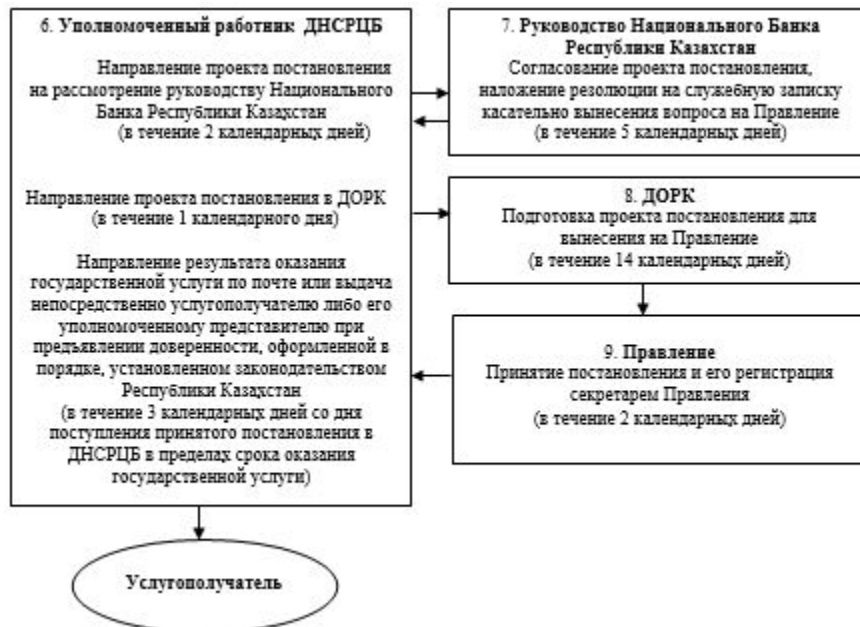 6. Уполномоченный работник ДНСРЦБ
Направление проекта постановления
на рассмотрение руководству Национального
Банка Республики Казахстан
(в течение 2 календарных дней)
Направление проекта постановления в ДОРК
(в течение 1 календарного дня)
Направление результата оказания
государственной услуги по почте или выдача
непосредственно услугополучателю либо его
уполномоченному представителю при
предъявлении доверенности, оформленной в
порядке, установленном законодательством
Республики Казахстан
(в течение 3 календарных дней со дня
поступления принятого постановления в
ДНСРЦБ в пределах срока оказания
государственной услуги)
7. Руководство Национального Банка
Республики Казахстан
Согласование проекта постановления,
наложение резолюции на служебную записку
касательно вынесения вопроса на Правление
(в течение 5 календарных дней)
8. ДОРК
Подготовка проекта постановления для
вынесения на Правление
(в течение 14 календарных дней)
9. Правление
Принятие постановления и его регистрация
секретарем Правления
(в течение 2 календарных дней)
Услугополучатель